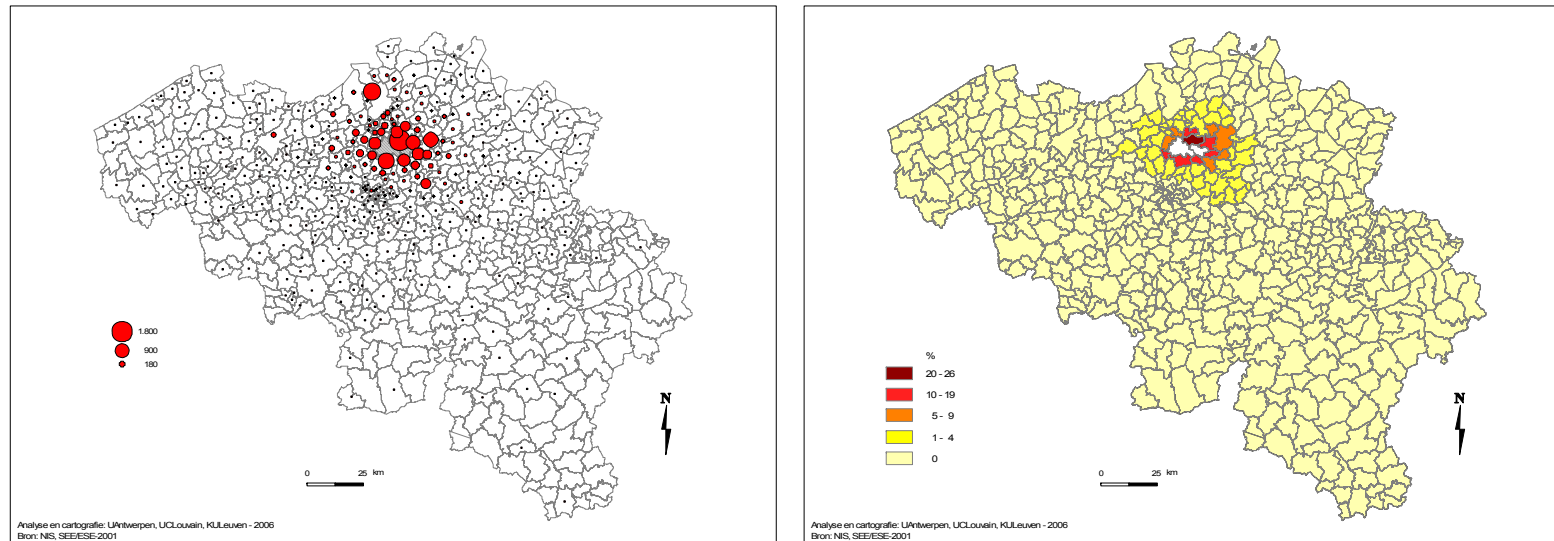 1.800
900
180
N
0 25 km
Analyse en cartografie: UAntwerpen, UCLouvain, KULeuven - 2006
Bron: NIS, SEE/ESE-2001
%
20 - 26
10 - 19
5 - 9
1 - 4
0
N
0 25 km
Analyse en cartografie: UAntwerpen, UCLouvain, KULeuven - 2006
Bron: NIS, SEE/ESE-2001